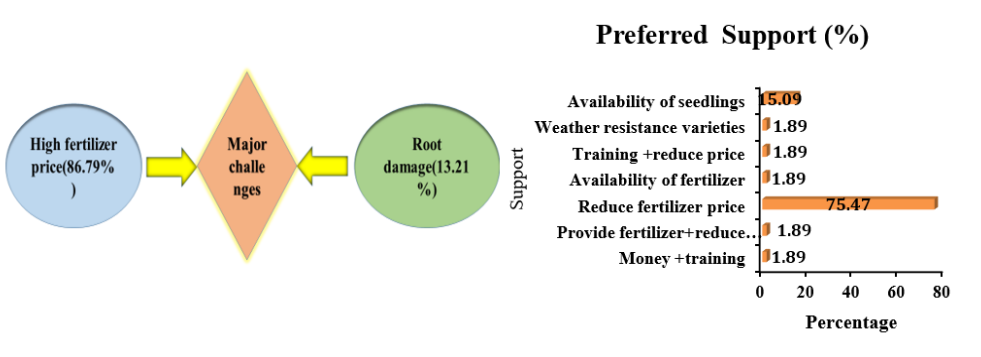 High fertilizer
price(86.79%
)
Major
challe
nges
Root
damage(13.21
%)
Preferred Support (%)
Support
Availability of seedlings
15.09
Weather resistance varieties
1.89
Training +reduce price
1.89
Availability of fertilizer
1.89
Reduce fertilizer price
75.47
Provide fertilizer+reduce…
1.89
Money +training
1.89
0 20 40 60 80
Percentage